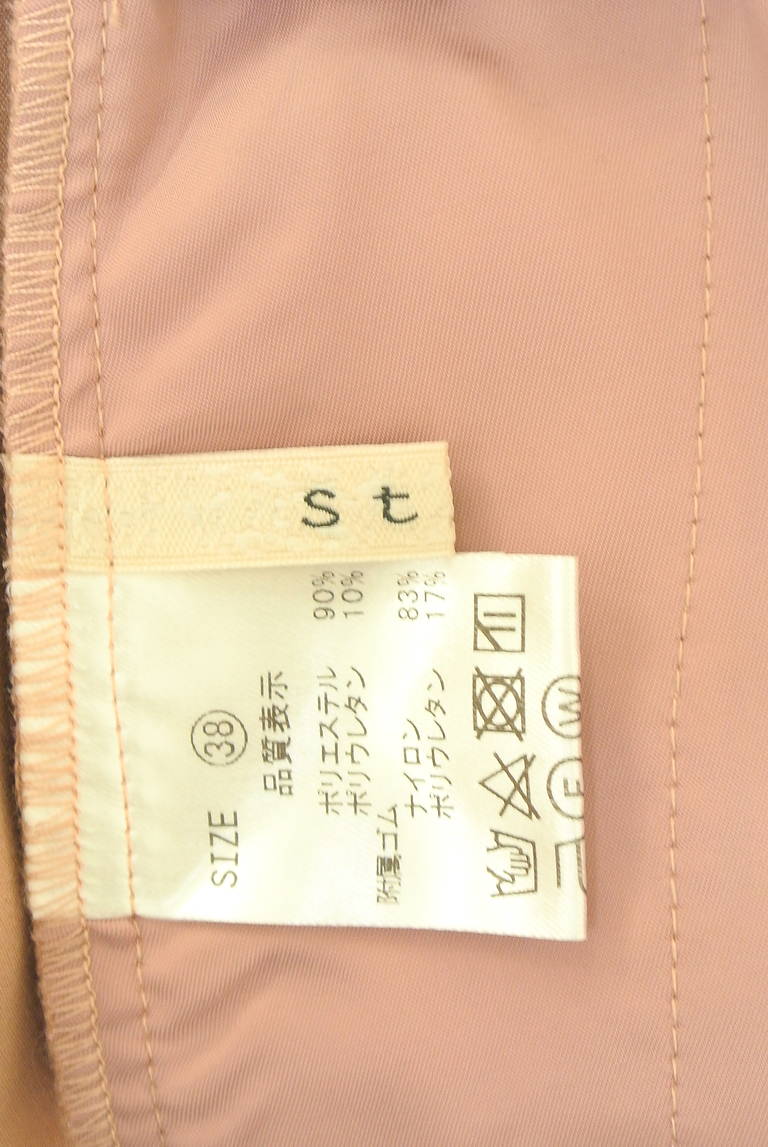 st
SIZE 38
品質表示
ポリエステル 90%
ポリウレタン 10%
附属ゴム
ナイロン 83%
ポリウレタン 17%
F W